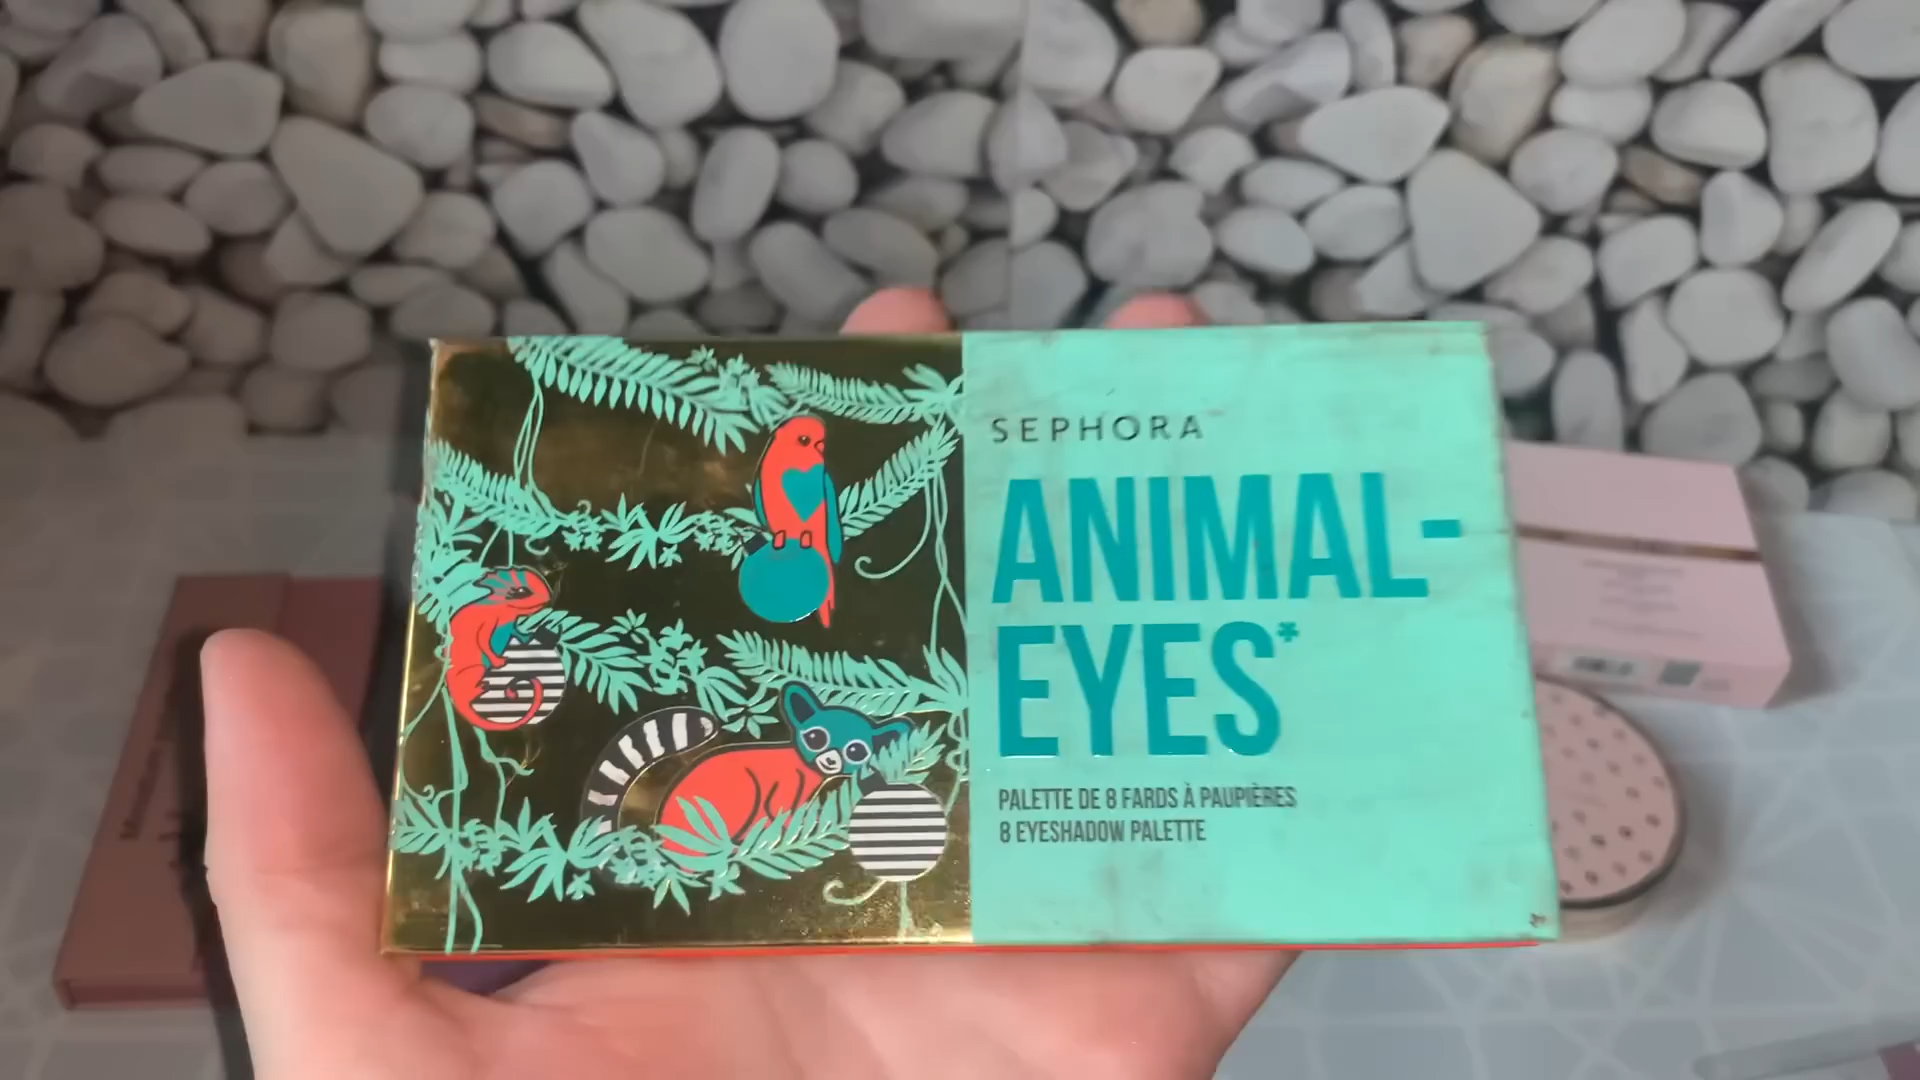 SEPHORA
ANIMAL-
EYES*
PALETTE DE 8 FARDS À PAUPIÈRES
8 EYESHADOW PALETTE